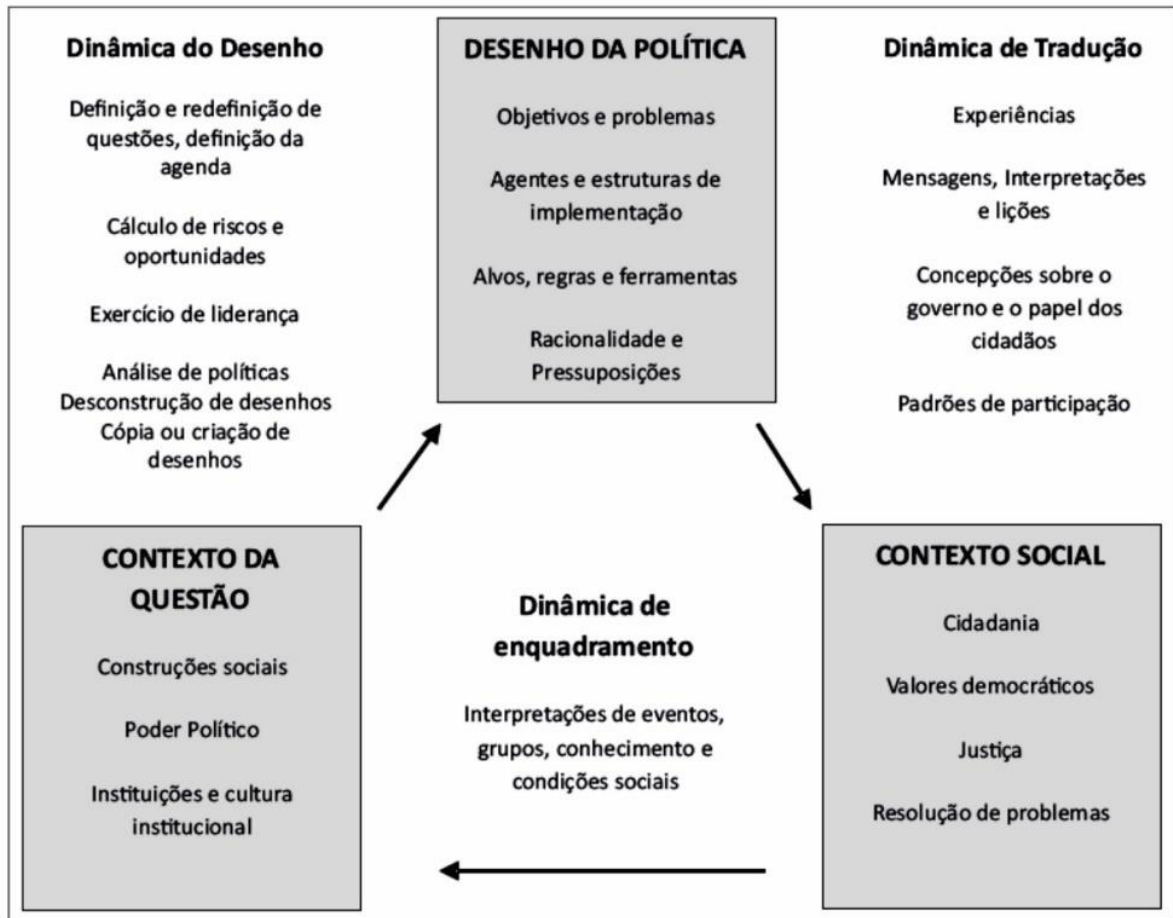 Dinâmica do Desenho
Definição e redefinição de
questões, definição da
agenda
Cálculo de riscos e
oportunidades
Exercício de liderança
Análise de políticas
Desconstrução de desenhos
Cópia ou criação de
desenhos
DESENHO DA POLÍTICA
Objetivos e problemas
Agentes e estruturas de
implementação
Alvos, regras e ferramentas
Racionalidade e
Pressuposições
Dinâmica de Tradução
Experiências
Mensagens, Interpretações
e lições
Concepções sobre o
governo e o papel dos
cidadãos
Padrões de participação
CONTEXTO DA
QUESTÃO
Construções sociais
Poder Político
Instituições e cultura
institucional
Dinâmica de
enquadramento
Interpretações de eventos,
grupos, conhecimento e
condições sociais
CONTEXTO SOCIAL
Cidadania
Valores democráticos
Justiça
Resolução de problemas